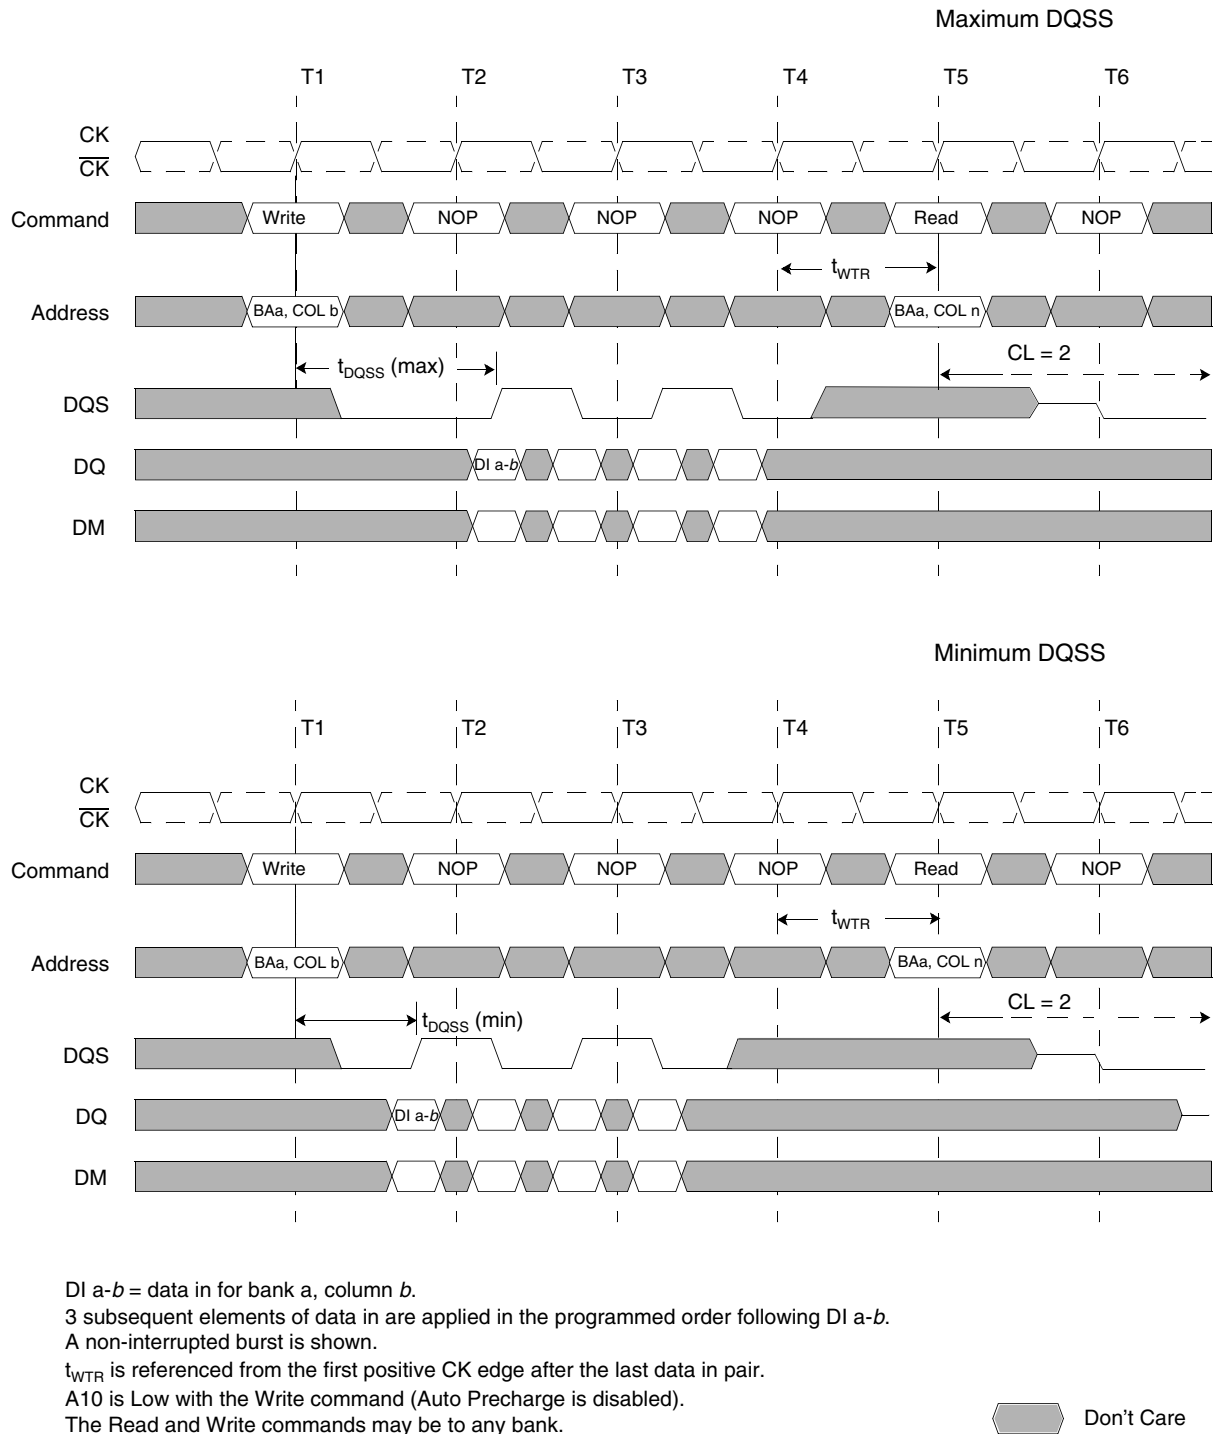 Maximum DQSS
T1 T2 T3 T4 T5 T6
CK
CK
Command Write NOP NOP NOP Read NOP
tWTR
Address BAa, COL b BAa, COL n
tDQSS (max) CL = 2
DQS
DQ DI a-b
DM
Minimum DQSS
T1 T2 T3 T4 T5 T6
CK
CK
Command Write NOP NOP NOP Read NOP
tWTR
Address BAa, COL b BAa, COL n
tDQSS (min) CL = 2
DQS
DQ DI a-b
DM
DI a-b = data in for bank a, column b.
3 subsequent elements of data in are applied in the programmed order following DI a-b.
A non-interrupted burst is shown.
tWTR is referenced from the first positive CK edge after the last data in pair.
A10 is Low with the Write command (Auto Precharge is disabled).
The Read and Write commands may be to any bank.
Don't Care